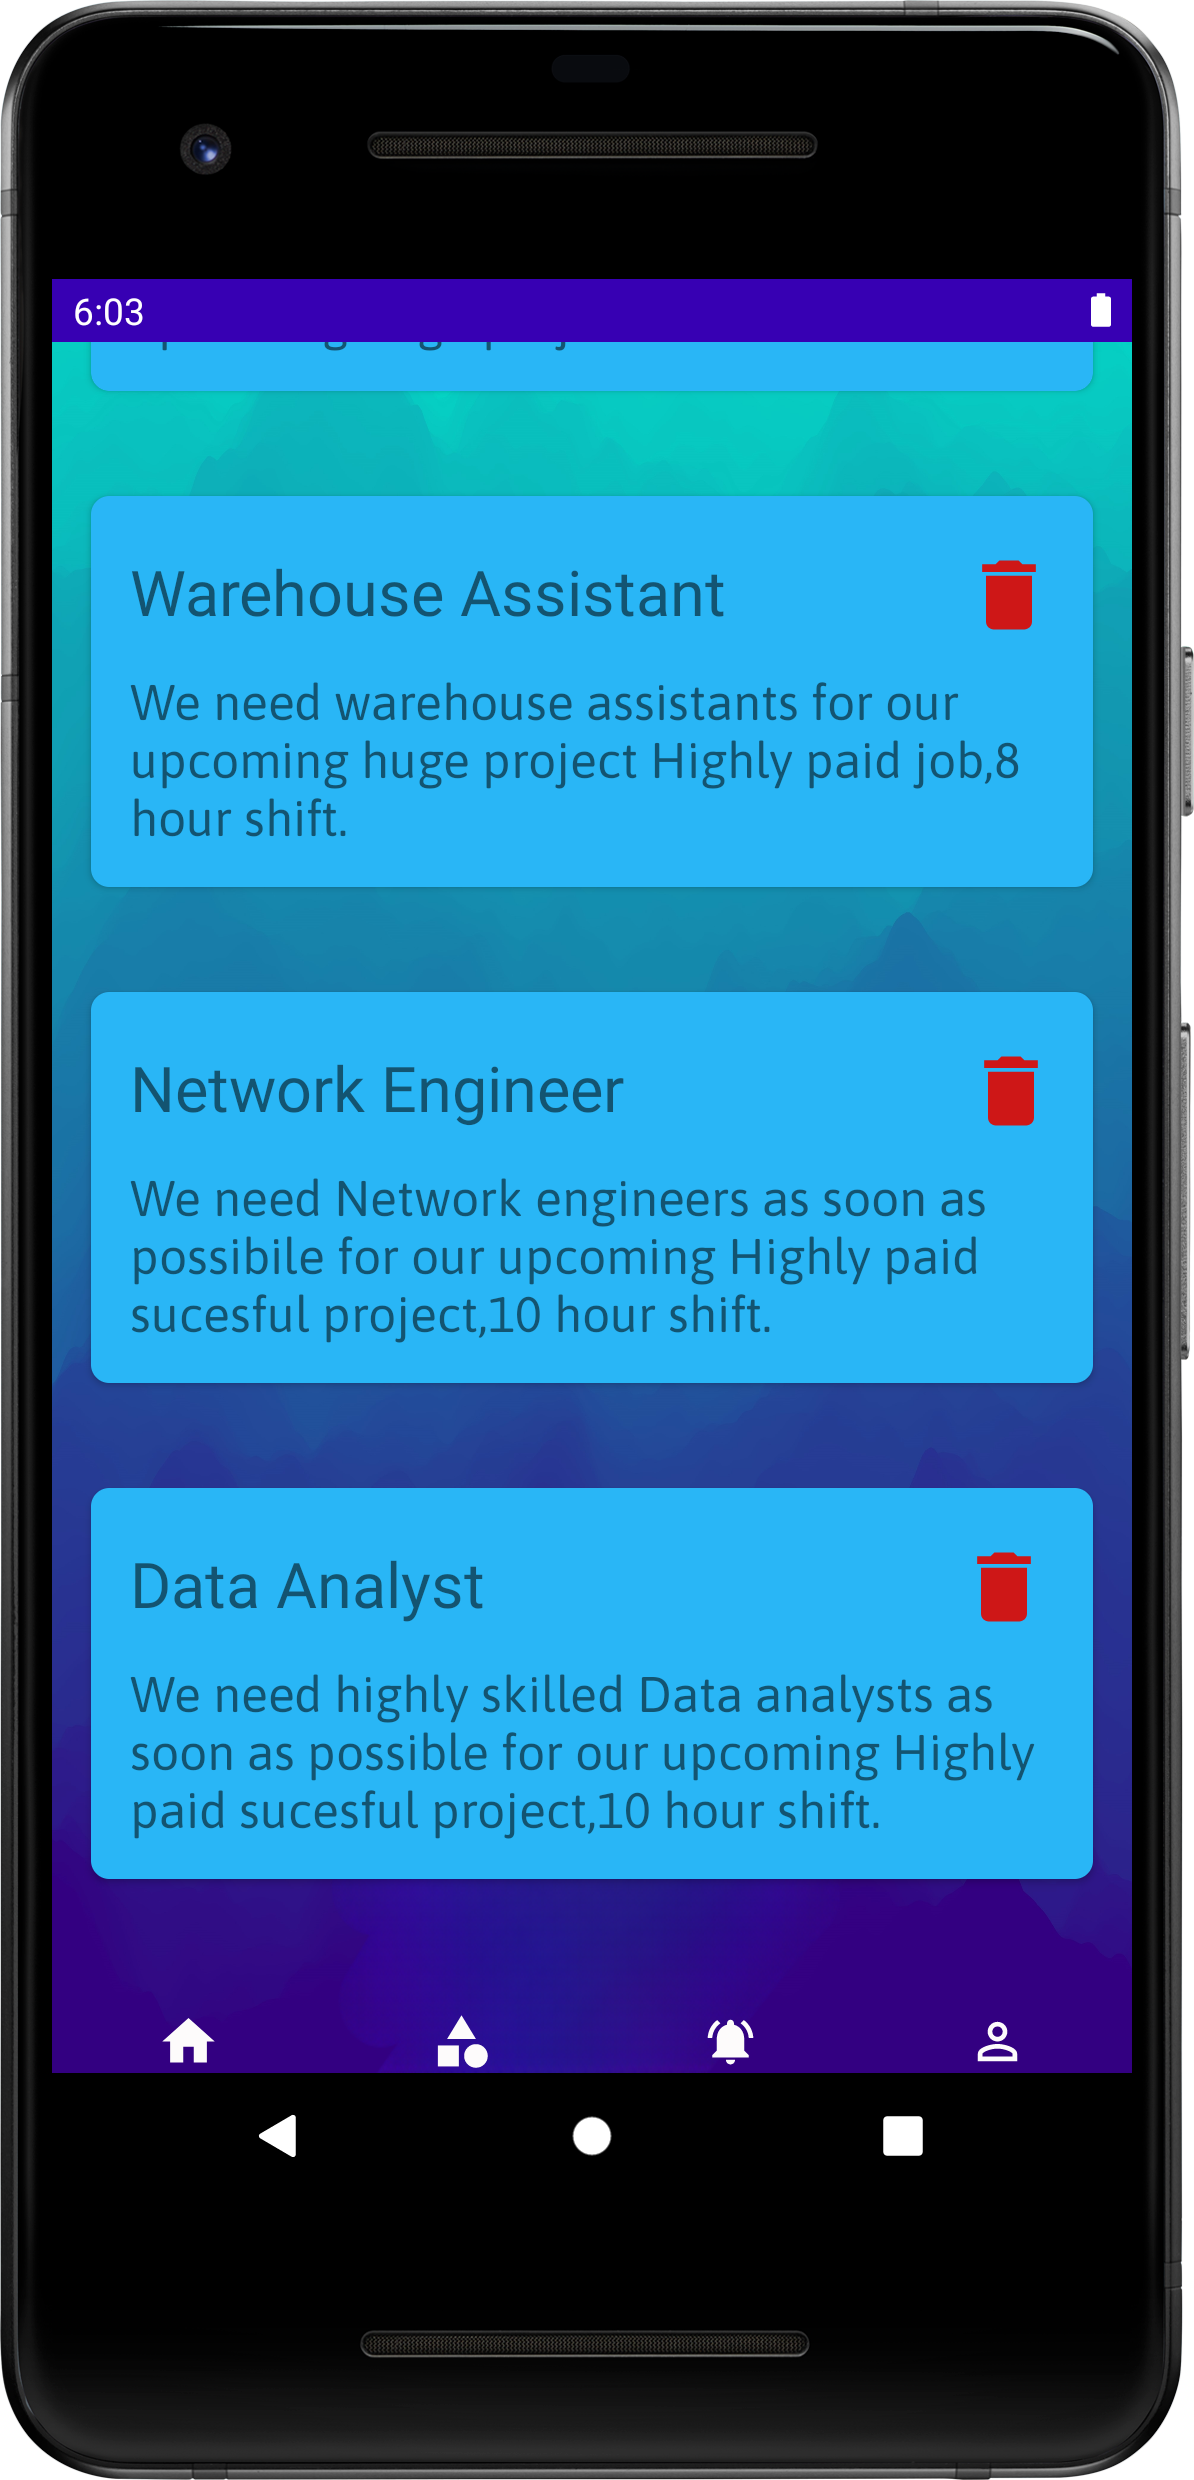 6:03
Warehouse Assistant
We need warehouse assistants for our
upcoming huge project Highly paid job,8
hour shift.
Network Engineer
We need Network engineers as soon as
possibile for our upcoming Highly paid
sucesful project,10 hour shift.
Data Analyst
We need highly skilled Data analysts as
soon as possible for our upcoming Highly
paid sucesful project,10 hour shift.